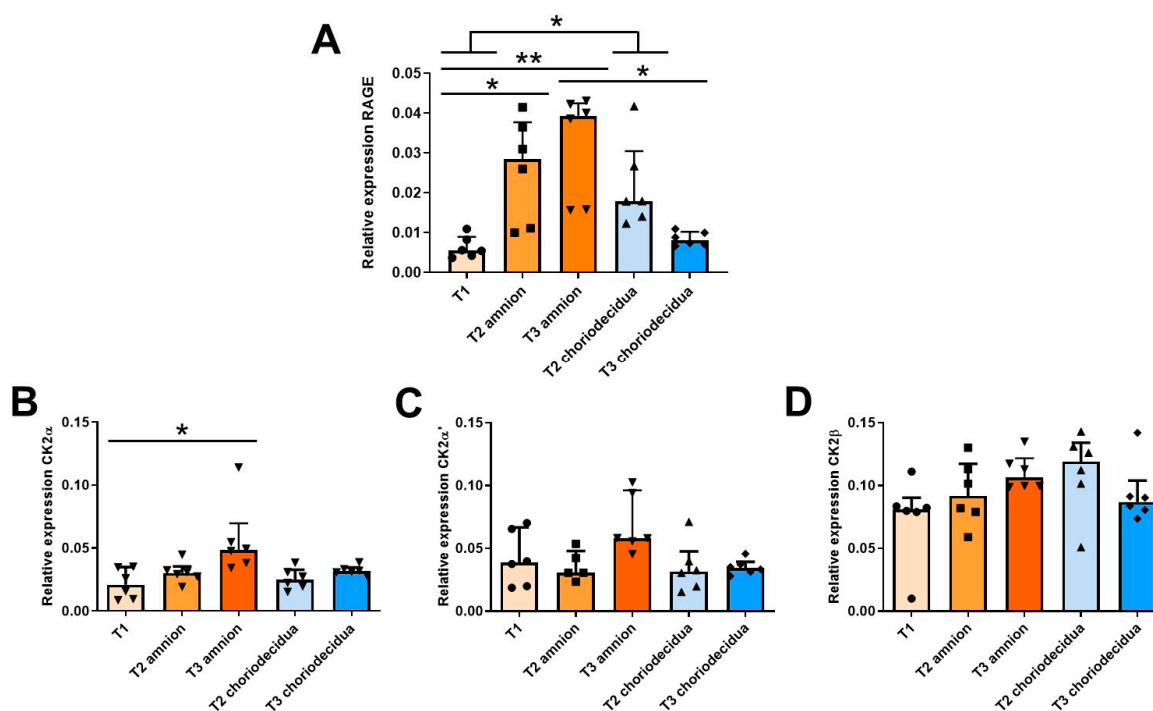 A
*
**
*
*
Relative expression RAGE
0.05
0.04
0.03
0.02
0.01
0.00
T1
T2 amnion
T3 amnion
T2 choriodecidua
T3 choriodecidua
B
*
Relative expression CK2α
0.15
0.10
0.05
0.00
T1
T2 amnion
T3 amnion
T2 choriodecidua
T3 choriodecidua
C
Relative expression CK2α'
0.15
0.10
0.05
0.00
T1
T2 amnion
T3 amnion
T2 choriodecidua
T3 choriodecidua
D
Relative expression CK2β
0.15
0.10
0.05
0.00
T1
T2 amnion
T3 amnion
T2 choriodecidua
T3 choriodecidua